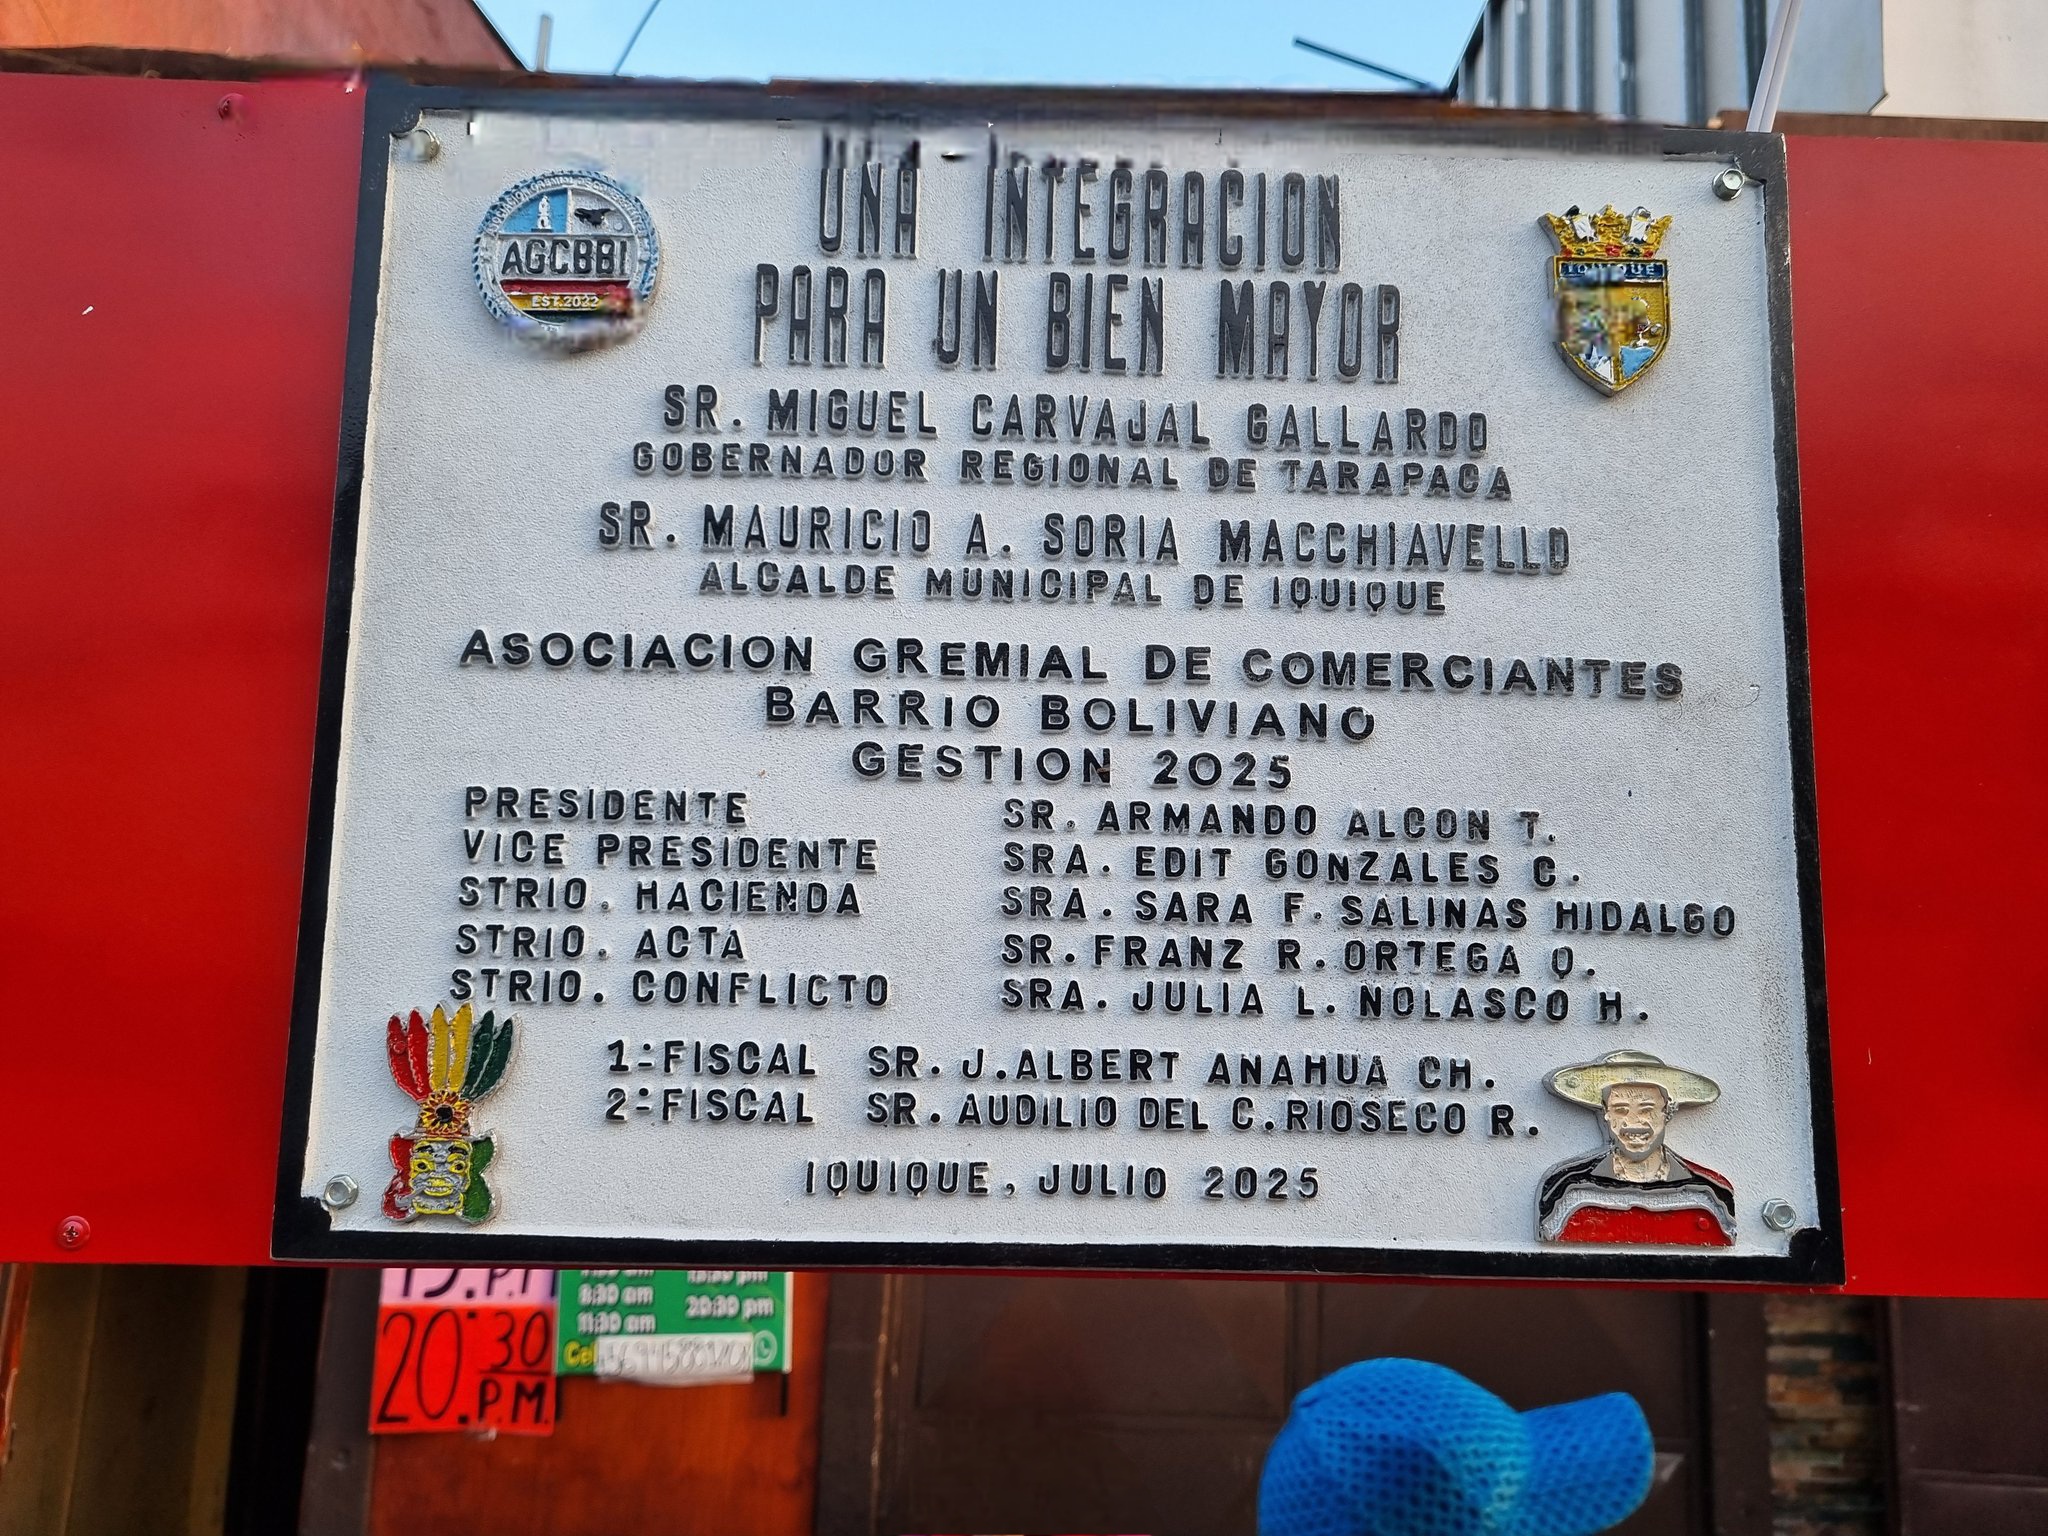 AGCBBI
EST.2022
IQUIQUE
UNA INTEGRACION
PARA UN BIEN MAYOR
SR. MIGUEL CARVAJAL GALLARDO
GOBERNADOR REGIONAL DE TARAPACA
SR. MAURICIO A. SORIA MACCHIAVELLO
ALCALDE MUNICIPAL DE IQUIQUE
ASOCIACION GREMIAL DE COMERCIANTES
BARRIO BOLIVIANO
GESTION 2025
PRESIDENTE SR. ARMANDO ALCON T.
VICE PRESIDENTE SRA. EDIT GONZALES C.
STRIO. HACIENDA SRA. SARA F. SALINAS HIDALGO
STRIO. ACTA SR. FRANZ R. ORTEGA Q.
STRIO. CONFLICTO SRA. JULIA L. NOLASCO H.
1º FISCAL SR. J. ALBERT ANAHUA CH.
2º FISCAL SR. AUDILIO DEL C. RIOSECO R.
IQUIQUE, JULIO 2025
20:30
P.M.
8:30 am 20:30 pm
11:30 am
Cel